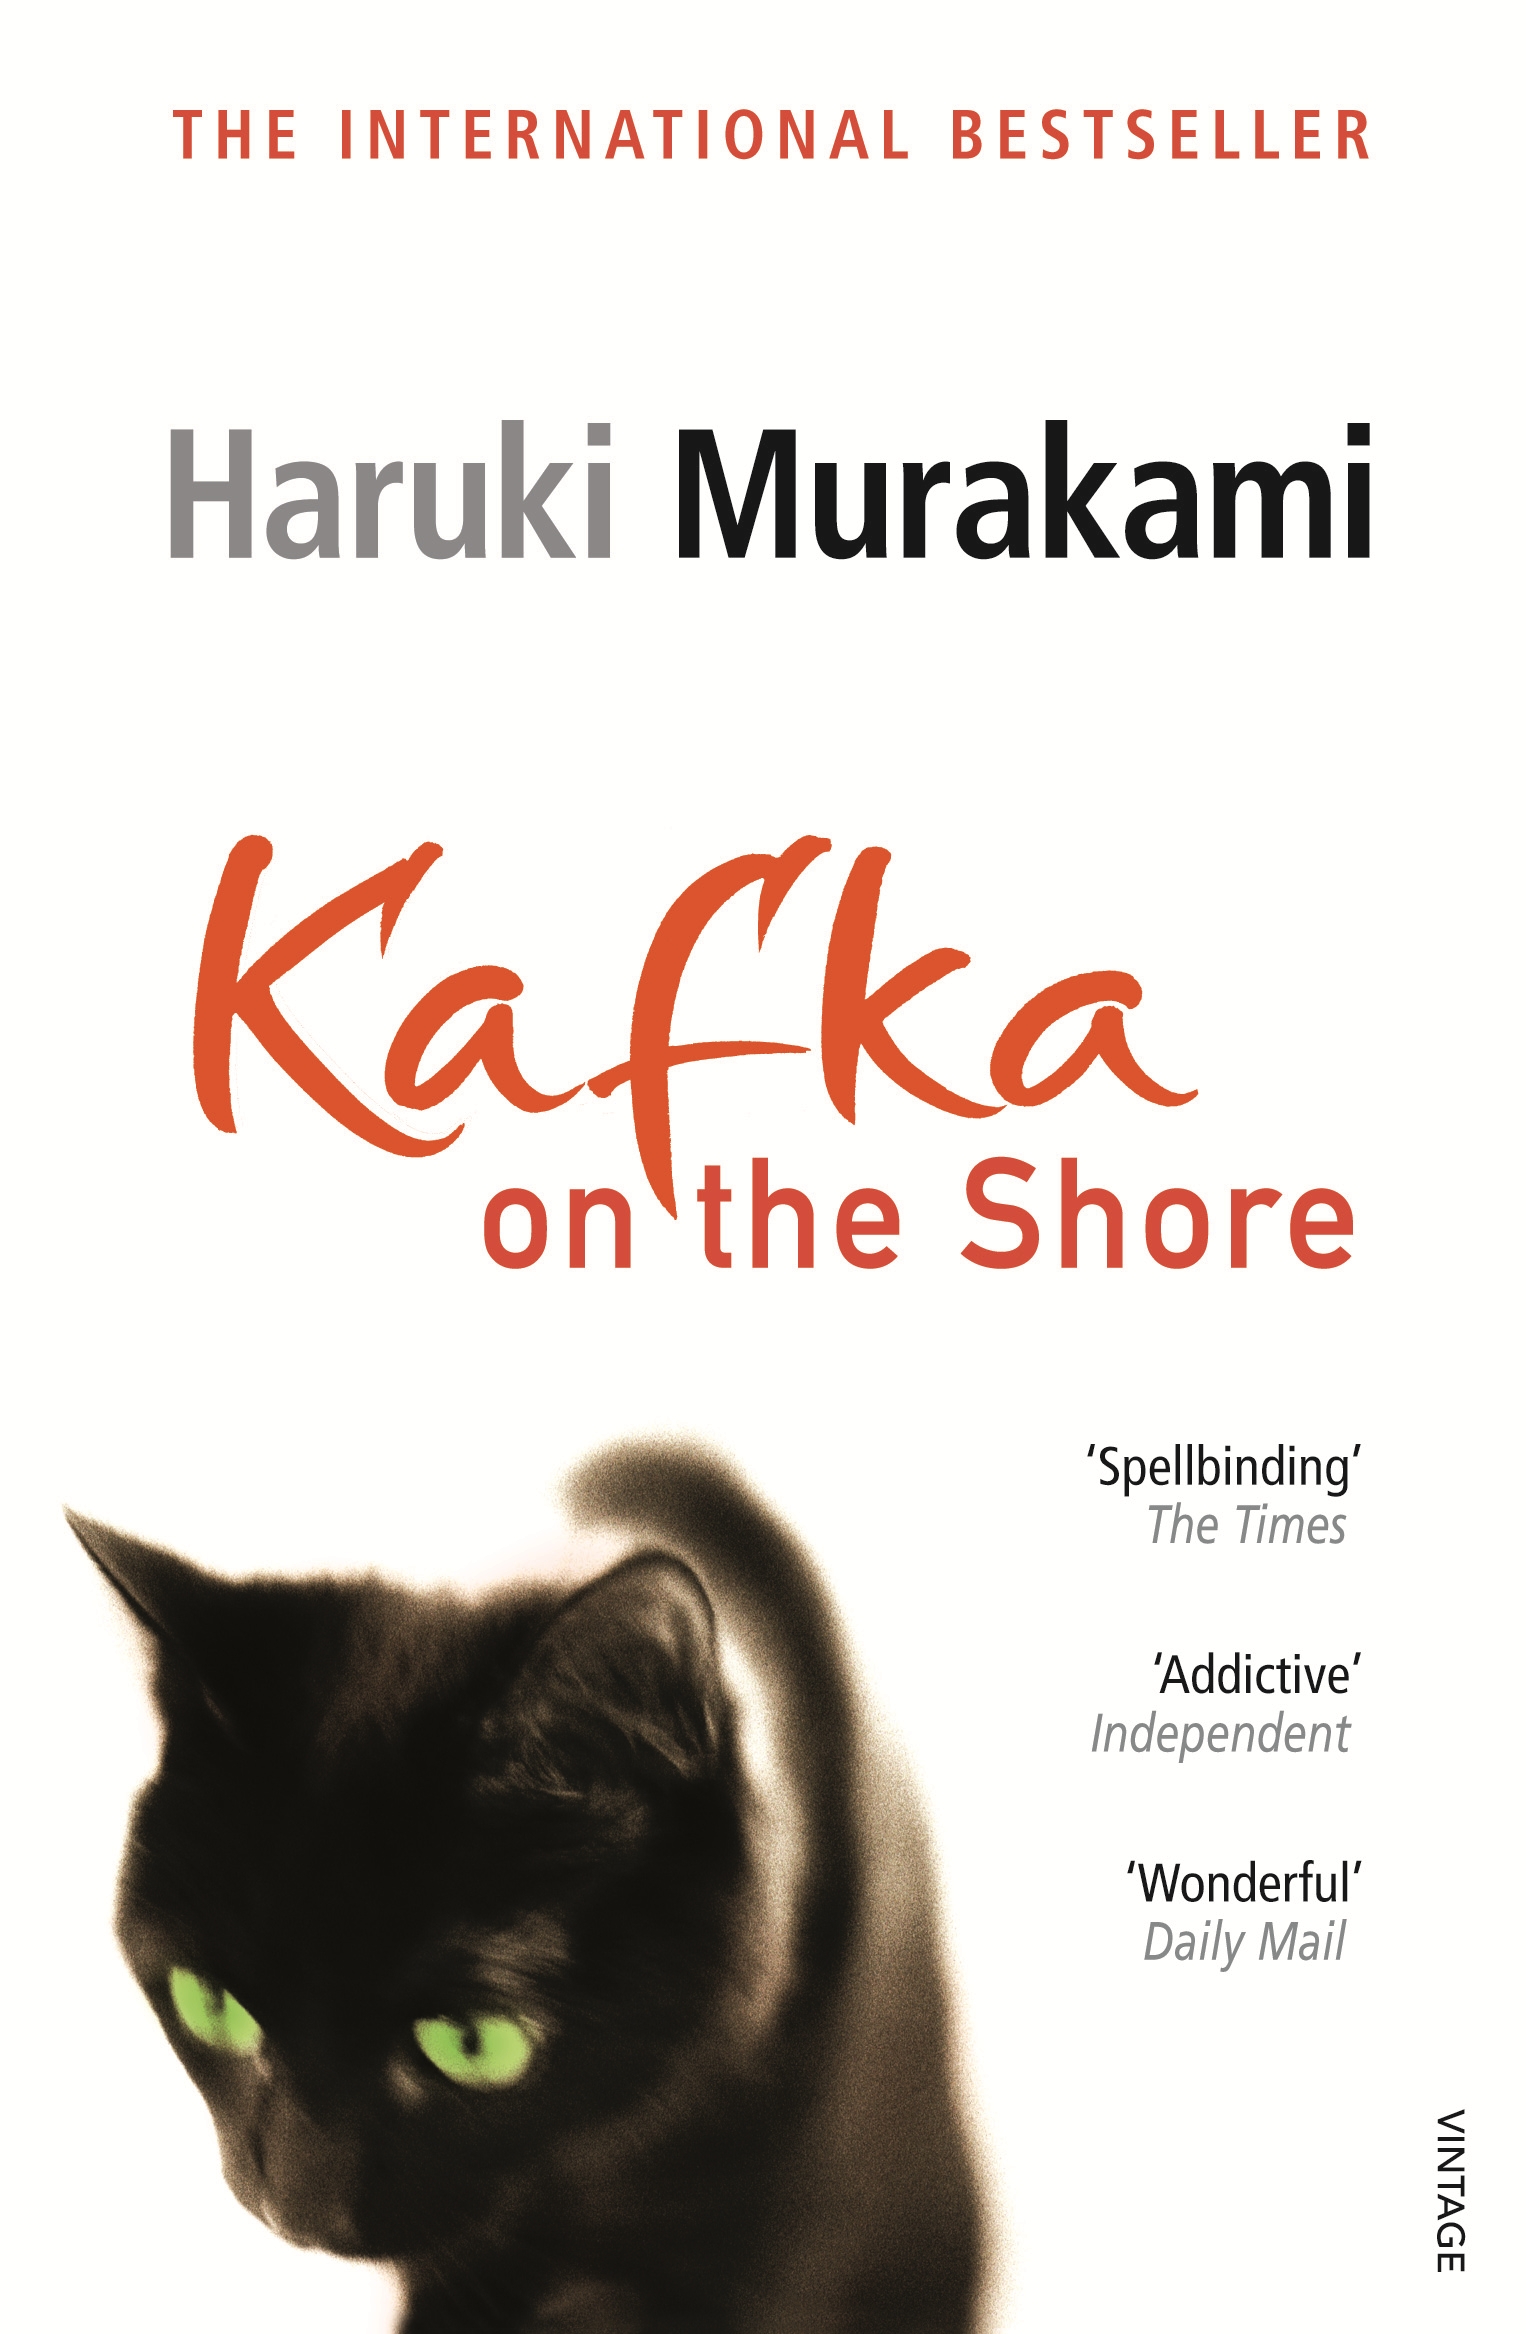 THE INTERNATIONAL BESTSELLER
Haruki Murakami
Kafka
on the Shore
‘Spellbinding’
The Times
‘Addictive’
Independent
‘Wonderful’
Daily Mail
VINTAGE